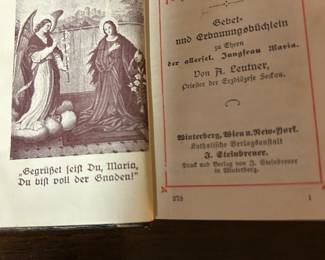 „Gegrüßet seist Du, Maria,
Du bist voll der Gnaden!“
Gebet-
und Erbauungsbüchlein
zu Ehren
der allersel. Jungfrau Maria.
Von A. Leutner,
Priester der Erzdiözese Seckau.
Winterberg, Wien u. New-York.
Katholische Verlagsanstalt
J. Steinbrener.
Druck und Verlag von J. Steinbrener
in Winterberg.
275 1